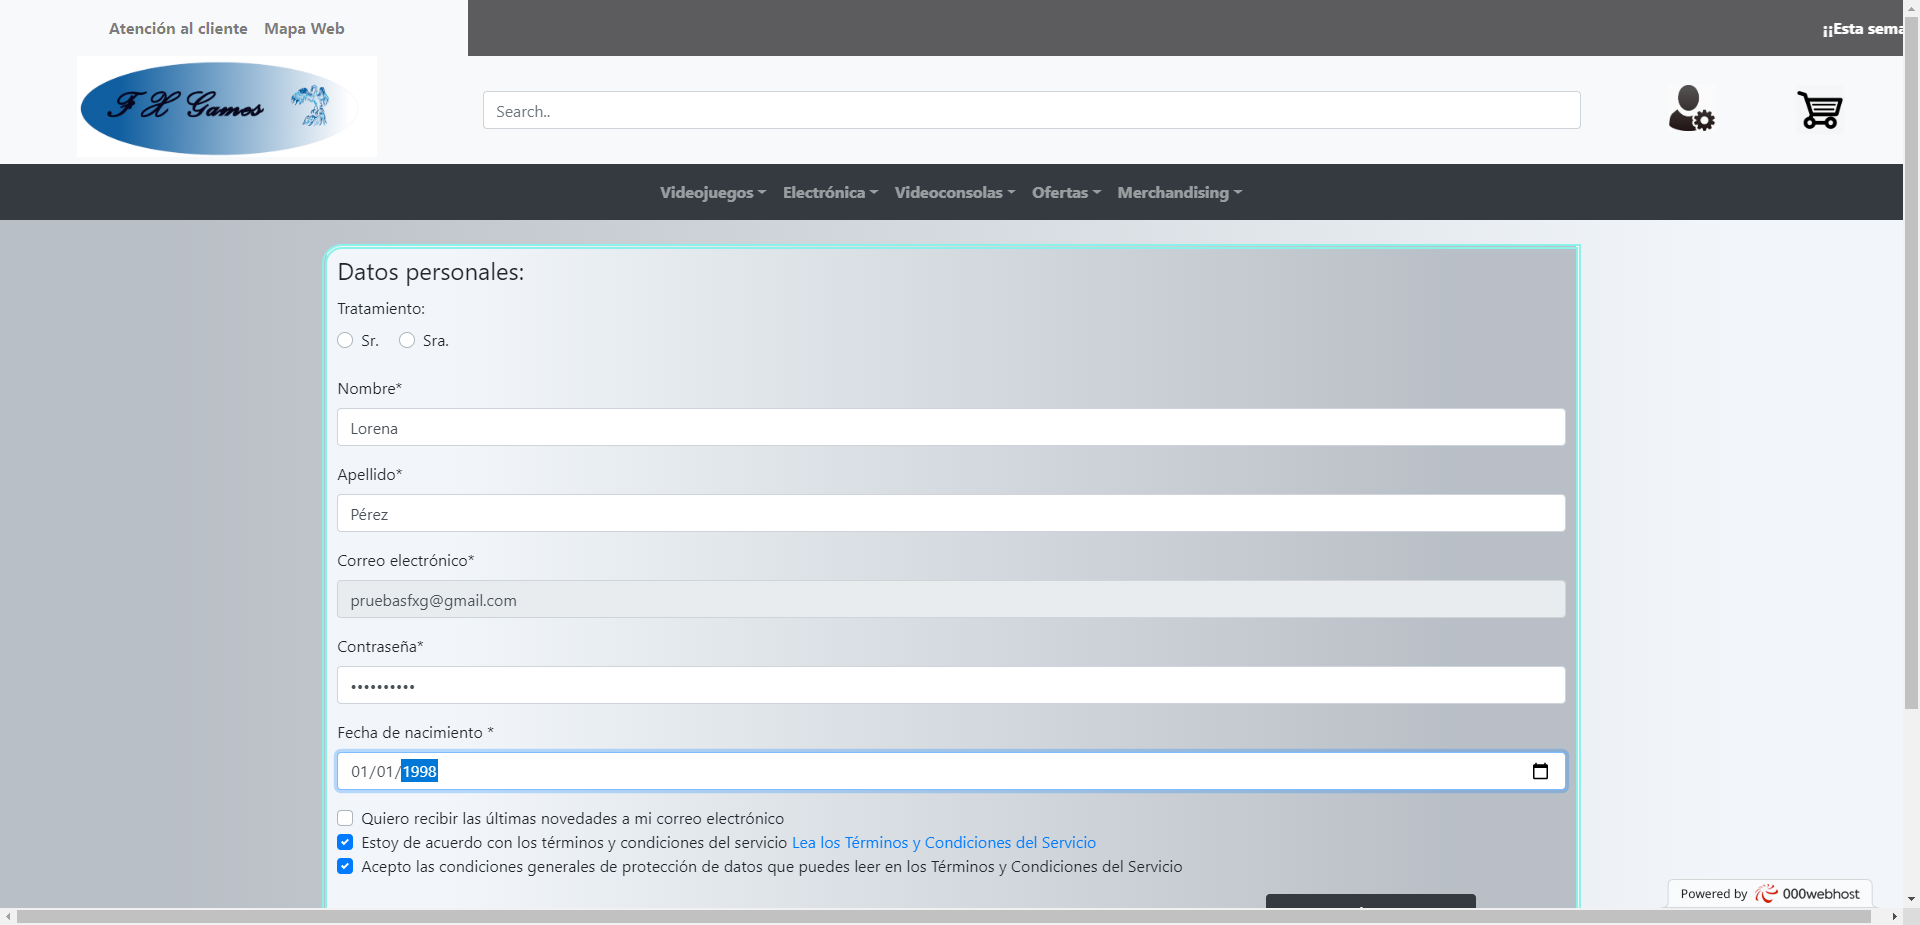 Atención al cliente Mapa Web
¡¡Esta sema
F X Games
Search..
Videojuegos Electrónica Videoconsolas Ofertas Merchandising
Datos personales:
Tratamiento:
Sr. Sra.
Nombre*
Lorena
Apellido*
Pérez
Correo electrónico*
pruebasfxg@gmail.com
Contraseña*
••••••••••
Fecha de nacimiento *
01/01/1998
Quiero recibir las últimas novedades a mi correo electrónico
Estoy de acuerdo con los términos y condiciones del servicio Lea los Términos y Condiciones del Servicio
Acepto las condiciones generales de protección de datos que puedes leer en los Términos y Condiciones del Servicio
Powered by 000webhost